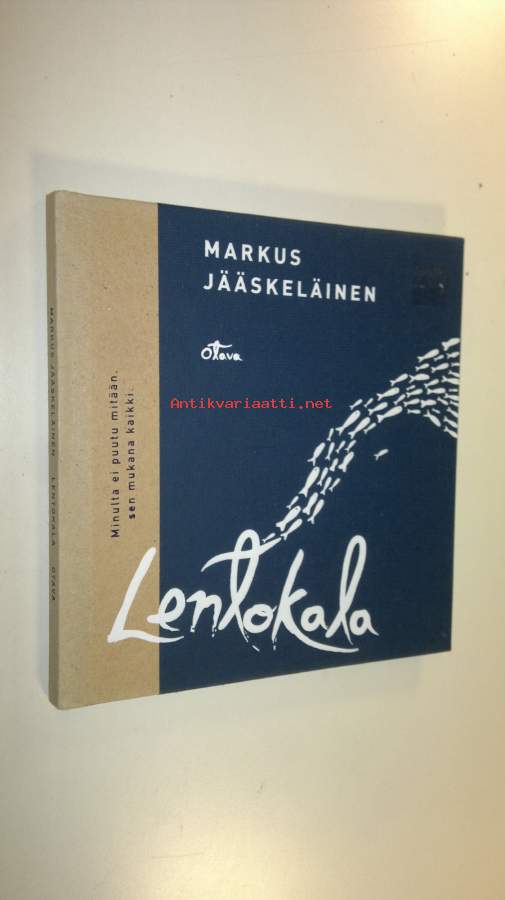 MARKUS
JÄÄSKELÄINEN
Otava
Antikvariaatti.net
Minulta ei puutu mitään,
sen mukana kaikki.
Lentokala
MARKUS JÄÄSKELÄINEN LENTOKALA OTAVA